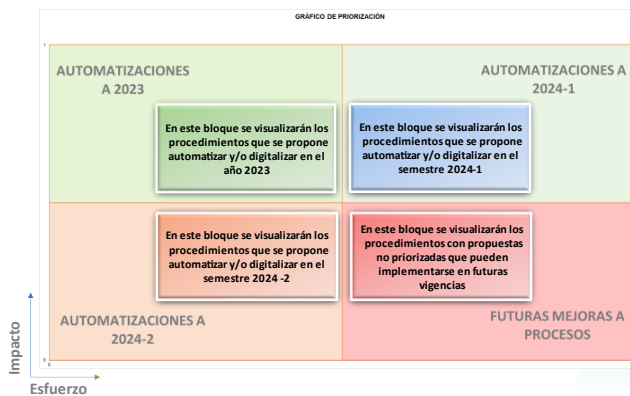 GRÁFICO DE PRIORIZACIÓN
1
AUTOMATIZACIONES
A 2023
AUTOMATIZACIONES A
2024-1
En este bloque se visualizarán los
procedimientos que se propone
automatizar y/o digitalizar en el
año 2023
En este bloque se visualizarán los
procedimientos que se propone
automatizar y/o digitalizar en el
semestre 2024-1
En este bloque se visualizarán los
procedimientos que se propone
automatizar y/o digitalizar en el
semestre 2024 -2
En este bloque se visualizarán los
procedimientos con propuestas
no priorizadas que pueden
implementarse en futuras
vigencias
AUTOMATIZACIONES A
2024-2
FUTURAS MEJORAS A
PROCESOS
0
0
Impacto
Esfuerzo